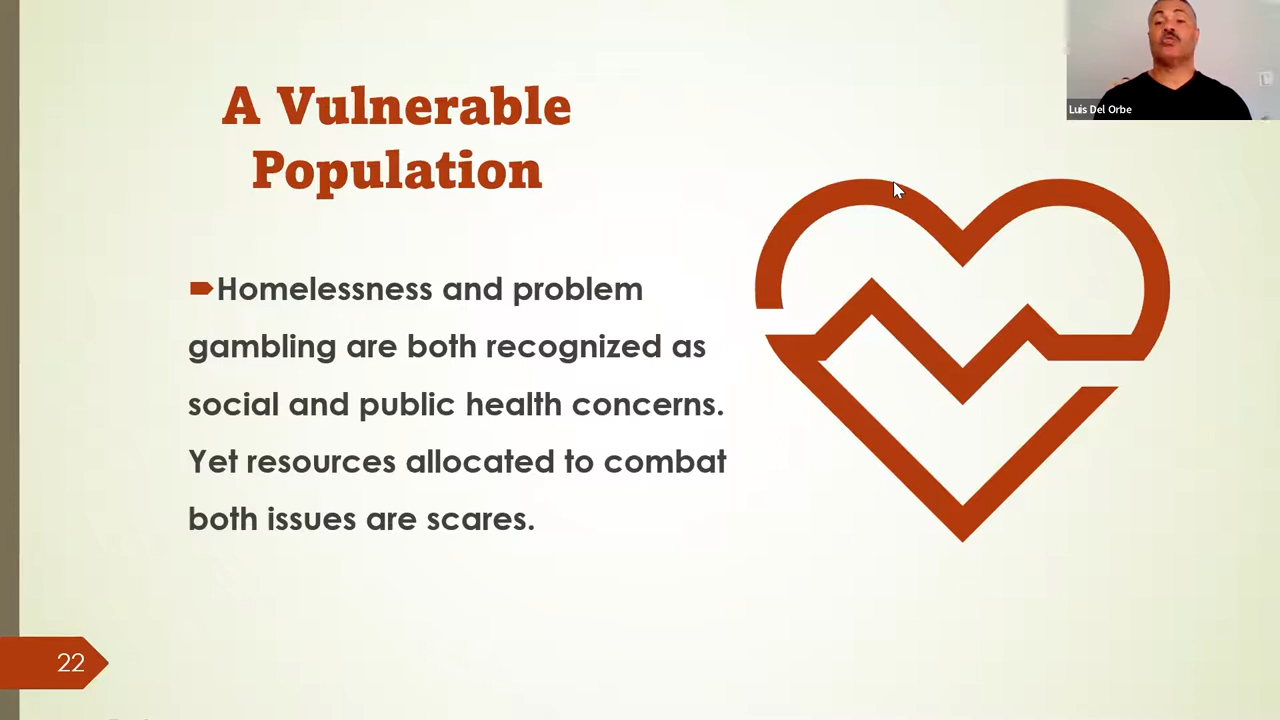 A Vulnerable
Population
Homelessness and problem
gambling are both recognized as
social and public health concerns.
Yet resources allocated to combat
both issues are scares.
22
Luis Del Orbe